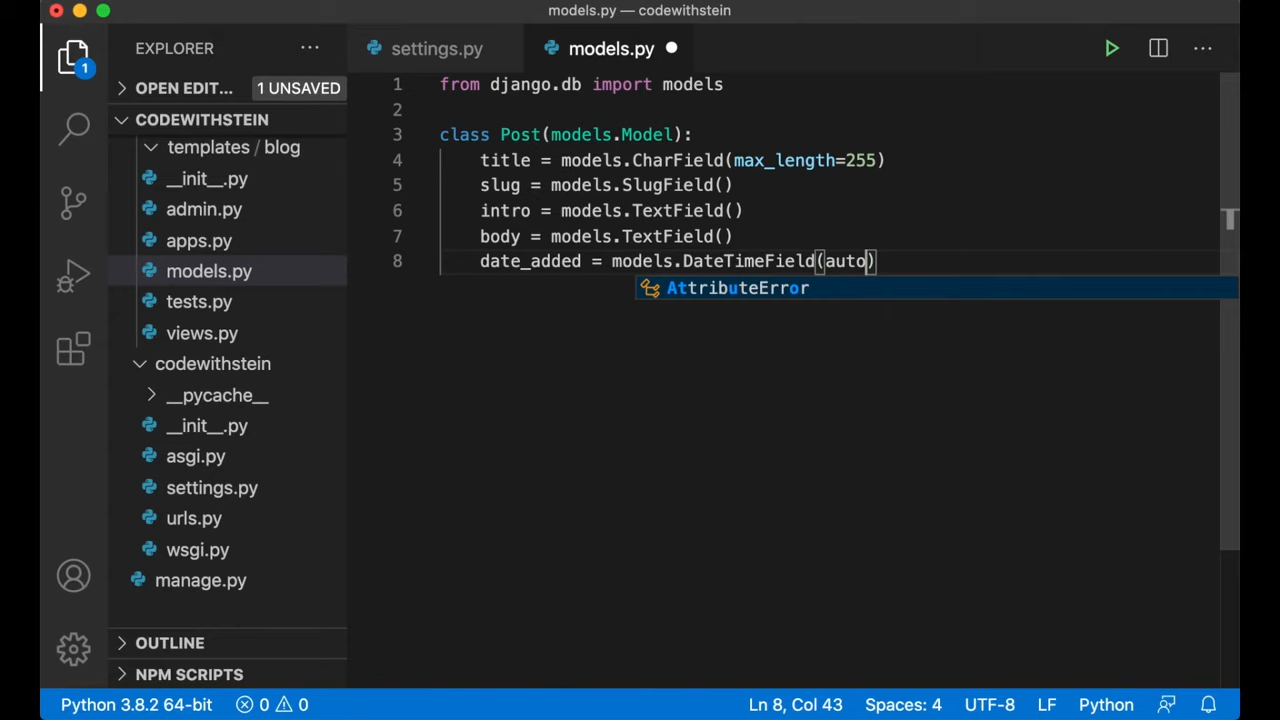 models.py — codewithstein
EXPLORER
settings.py
models.py
OPEN EDIT...
1 UNSAVED
CODEWITHSTEIN
templates / blog
__init__.py
admin.py
apps.py
models.py
tests.py
views.py
codewithstein
__pycache__
__init__.py
asgi.py
settings.py
urls.py
wsgi.py
manage.py
OUTLINE
NPM SCRIPTS
1
1 from django.db import models
2
3 class Post(models.Model):
4 title = models.CharField(max_length=255)
5 slug = models.SlugField()
6 intro = models.TextField()
7 body = models.TextField()
8 date_added = models.DateTimeField(auto)
AttributeError
Python 3.8.2 64-bit 0 0 Ln 8, Col 43 Spaces: 4 UTF-8 LF Python